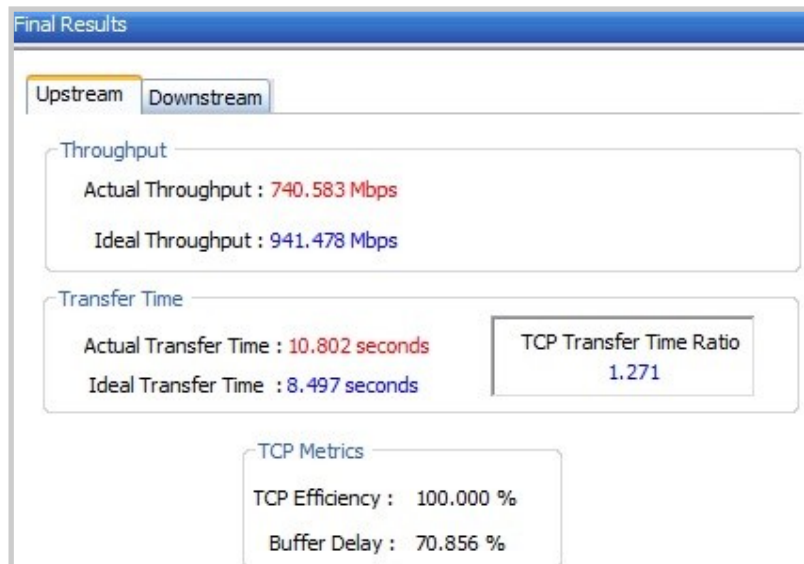 Final Results
Upstream Downstream
Throughput
Actual Throughput : 740.583 Mbps
Ideal Throughput : 941.478 Mbps
Transfer Time
Actual Transfer Time : 10.802 seconds
Ideal Transfer Time : 8.497 seconds
TCP Transfer Time Ratio
1.271
TCP Metrics
TCP Efficiency : 100.000 %
Buffer Delay : 70.856 %